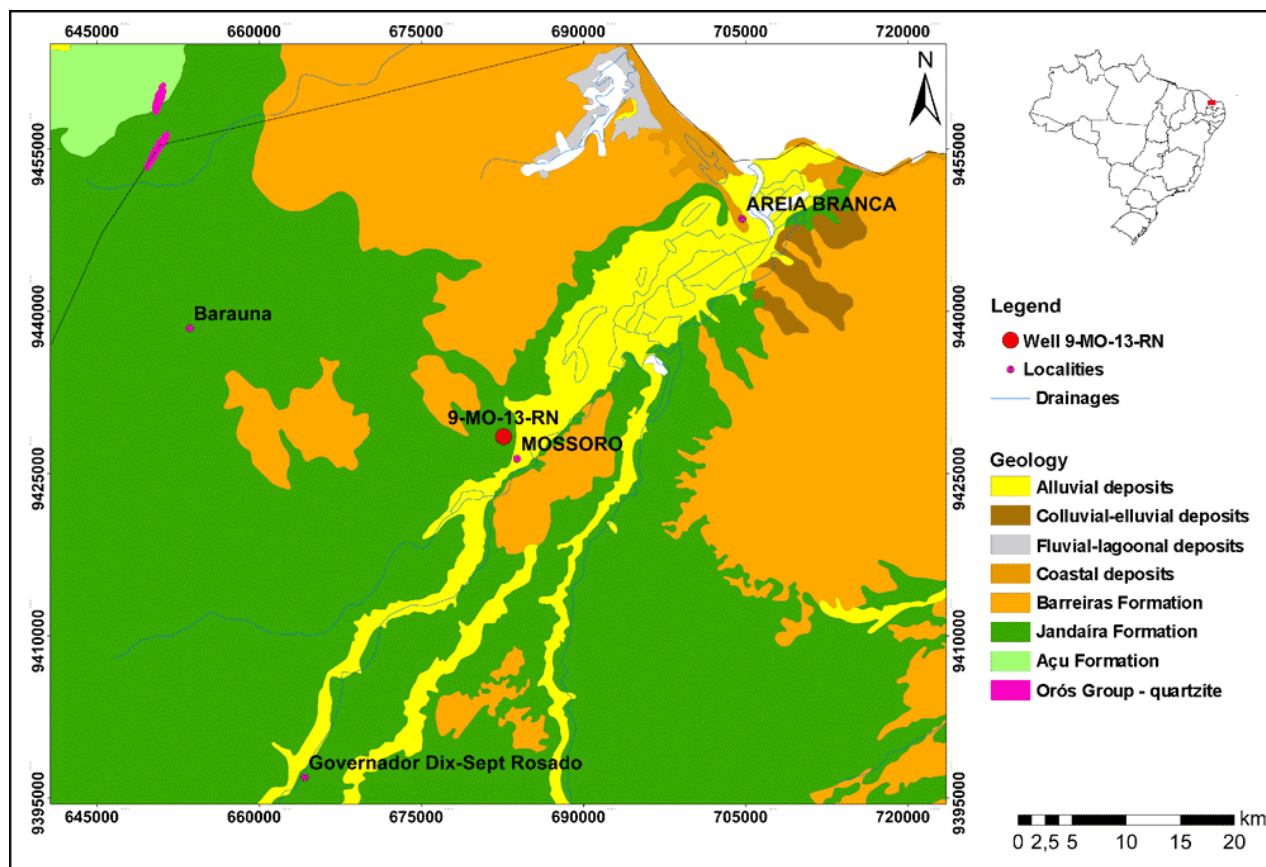 645000 660000 675000 690000 705000 720000
N
9455000 9455000
AREIA BRANCA
Barauna
9440000 9440000
9-MO-13-RN
MOSSORO
9425000 9425000
9410000 9410000
Governador Dix-Sept Rosado
9395000 9395000
645000 660000 675000 690000 705000 720000
Legend
Well 9-MO-13-RN
Localities
Drainages
Geology
Alluvial deposits
Colluvial-elluvial deposits
Fluvial-lagoonal deposits
Coastal deposits
Barreiras Formation
Jandaíra Formation
Açu Formation
Orós Group - quartzite
km
0 2,5 5 10 15 20